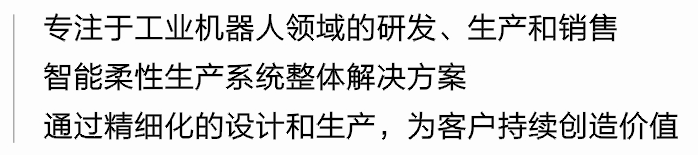 专注于工业机器人领域的研发、生产和销售
智能柔性生产系统整体解决方案
通过精细化的设计和生产，为客户持续创造价值